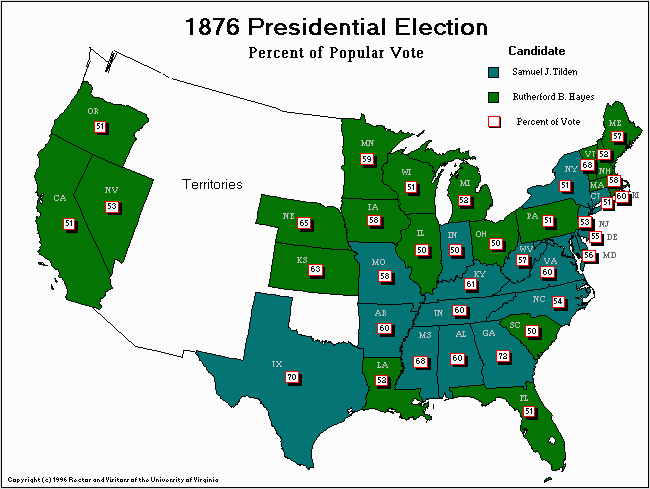 1876 Presidential Election
Percent of Popular Vote
Candidate
Samuel J. Tilden
Rutherford B. Hayes
Percent of Vote
Territories
OR
51
CA
51
NV
53
NE
65
KS
63
TX
70
MN
59
IA
58
MO
58
AR
60
LA
52
WI
51
IL
50
MI
52
IN
50
OH
50
KY
61
TN
60
MS
68
AL
60
GA
72
FL
51
SC
50
NC
54
VA
60
WV
57
PA
51
NY
51
VT
68
NH
52
ME
57
MA
58
RI
60
CT
51
NJ
53
DE
55
MD
56
Copyright (c) 1996 Rector and Visitors of the University of Virginia